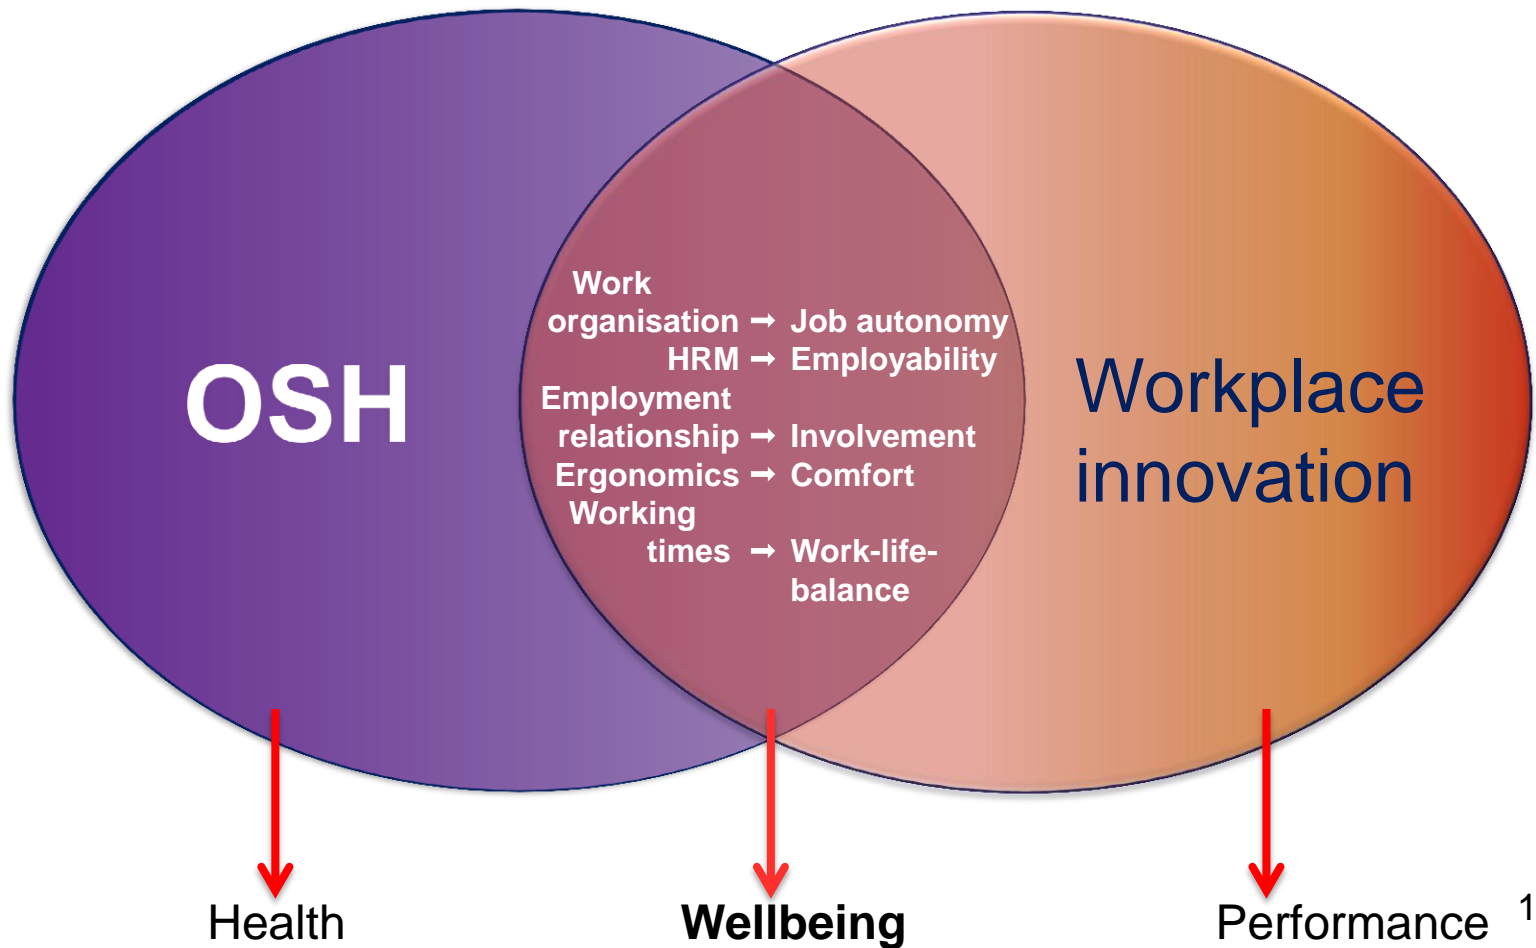 OSH
Work
organisation → Job autonomy
HRM → Employability
Employment
relationship → Involvement
Ergonomics → Comfort
Working
times → Work-life-
balance
Workplace
innovation
Health
Wellbeing
Performance
1